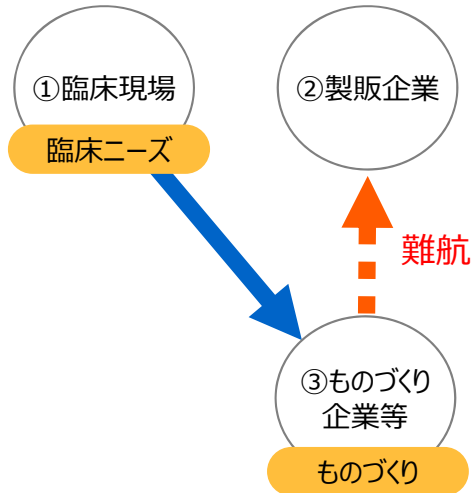 ①臨床現場
臨床ニーズ
②製販企業
難航
③ものづくり
企業等
ものづくり